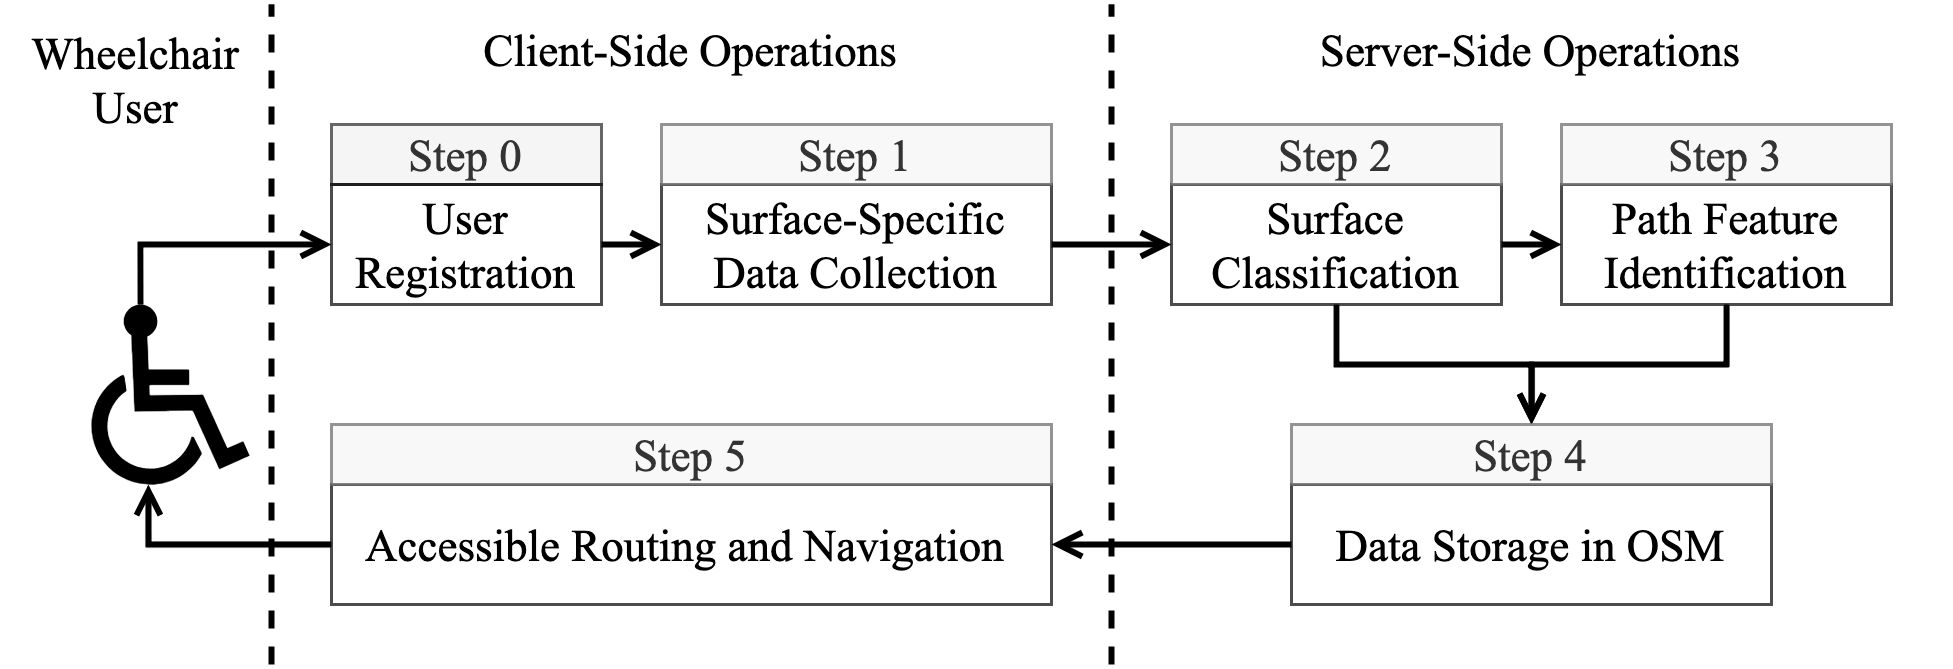 Wheelchair
User
Client-Side Operations
Server-Side Operations
Step 0
User
Registration
Step 1
Surface-Specific
Data Collection
Step 2
Surface
Classification
Step 3
Path Feature
Identification
Step 5
Accessible Routing and Navigation
Step 4
Data Storage in OSM